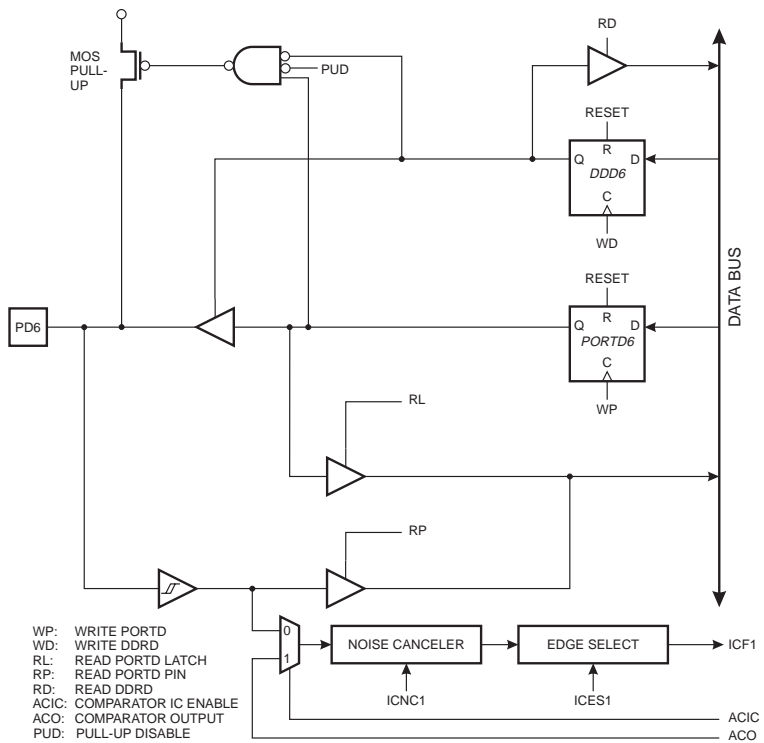 RD
MOS
PULL-
UP
PUD
RESET
R
Q
D
DDD6
C
WD
DATA BUS
RESET
PD6
R
Q
D
PORTD6
C
WP
RL
RP
0
1
NOISE CANCELER
EDGE SELECT
ICF1
ICNC1
ICES1
ACIC
ACO
WP: WRITE PORTD
WD: WRITE DDRD
RL: READ PORTD LATCH
RP: READ PORTD PIN
RD: READ DDRD
ACIC: COMPARATOR IC ENABLE
ACO: COMPARATOR OUTPUT
PUD: PULL-UP DISABLE